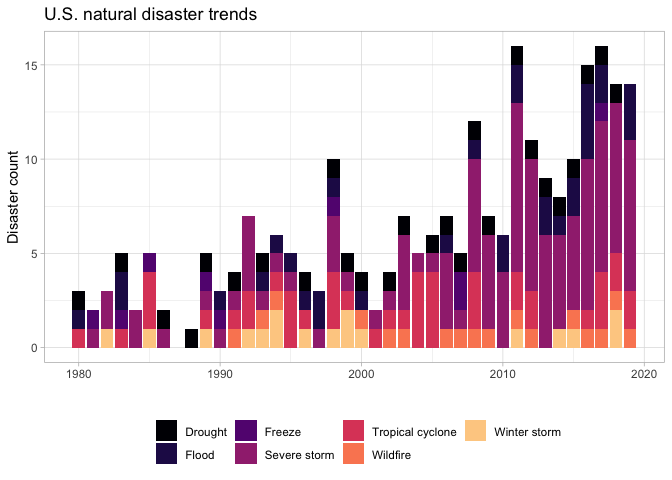 U.S. natural disaster trends
Disaster count
15
10
5
0
1980 1990 2000 2010 2020
Drought Freeze Tropical cyclone Winter storm
Flood Severe storm Wildfire